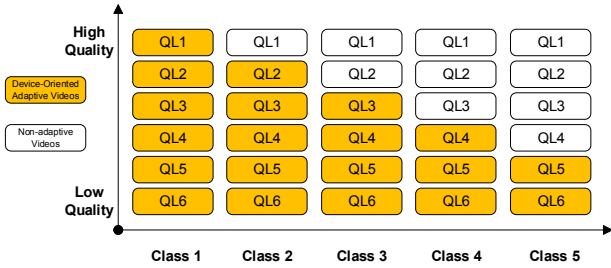 High
Quality
QL1 QL1 QL1 QL1 QL1
QL2 QL2 QL2 QL2 QL2
Device-Oriented
Adaptive Videos
QL3 QL3 QL3 QL3 QL3
Non-adaptive
Videos
QL4 QL4 QL4 QL4 QL4
QL5 QL5 QL5 QL5 QL5
Low
Quality
QL6 QL6 QL6 QL6 QL6
Class 1 Class 2 Class 3 Class 4 Class 5